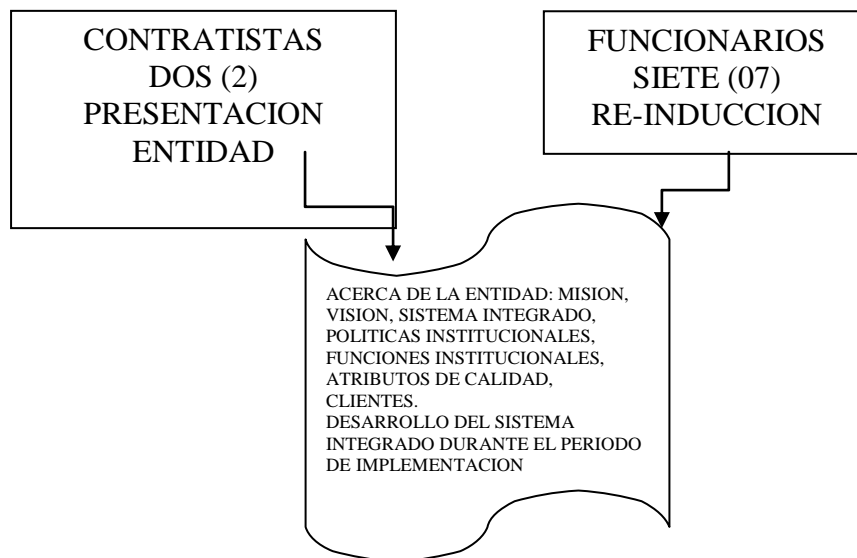 CONTRATISTAS
DOS (2)
PRESENTACION
ENTIDAD
FUNCIONARIOS
SIETE (07)
RE-INDUCCION
ACERCA DE LA ENTIDAD: MISION,
VISION, SISTEMA INTEGRADO,
POLITICAS INSTITUCIONALES,
FUNCIONES INSTITUCIONALES,
ATRIBUTOS DE CALIDAD,
CLIENTES.
DESARROLLO DEL SISTEMA
INTEGRADO DURANTE EL PERIODO
DE IMPLEMENTACION